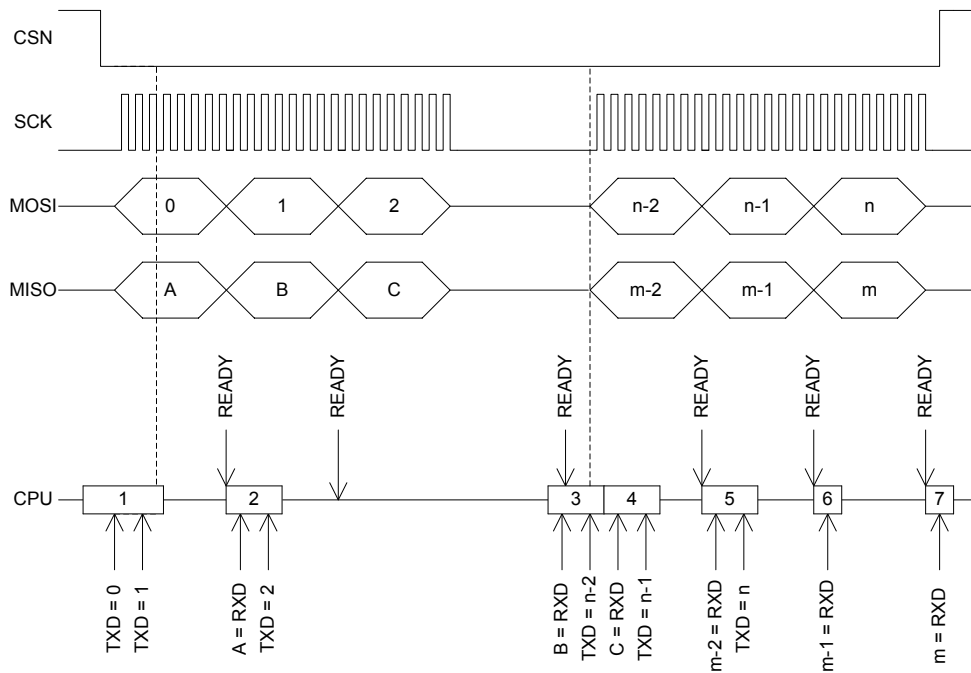 CSN
SCK
MOSI
0
1
2
n-2
n-1
n
MISO
A
B
C
m-2
m-1
m
READY
READY
READY
READY
READY
READY
CPU
1
2
3
4
5
6
7
TXD = 0
TXD = 1
A = RXD
TXD = 2
B = RXD
TXD = n-2
C = RXD
TXD = n-1
m-2 = RXD
TXD = n
m-1 = RXD
m = RXD